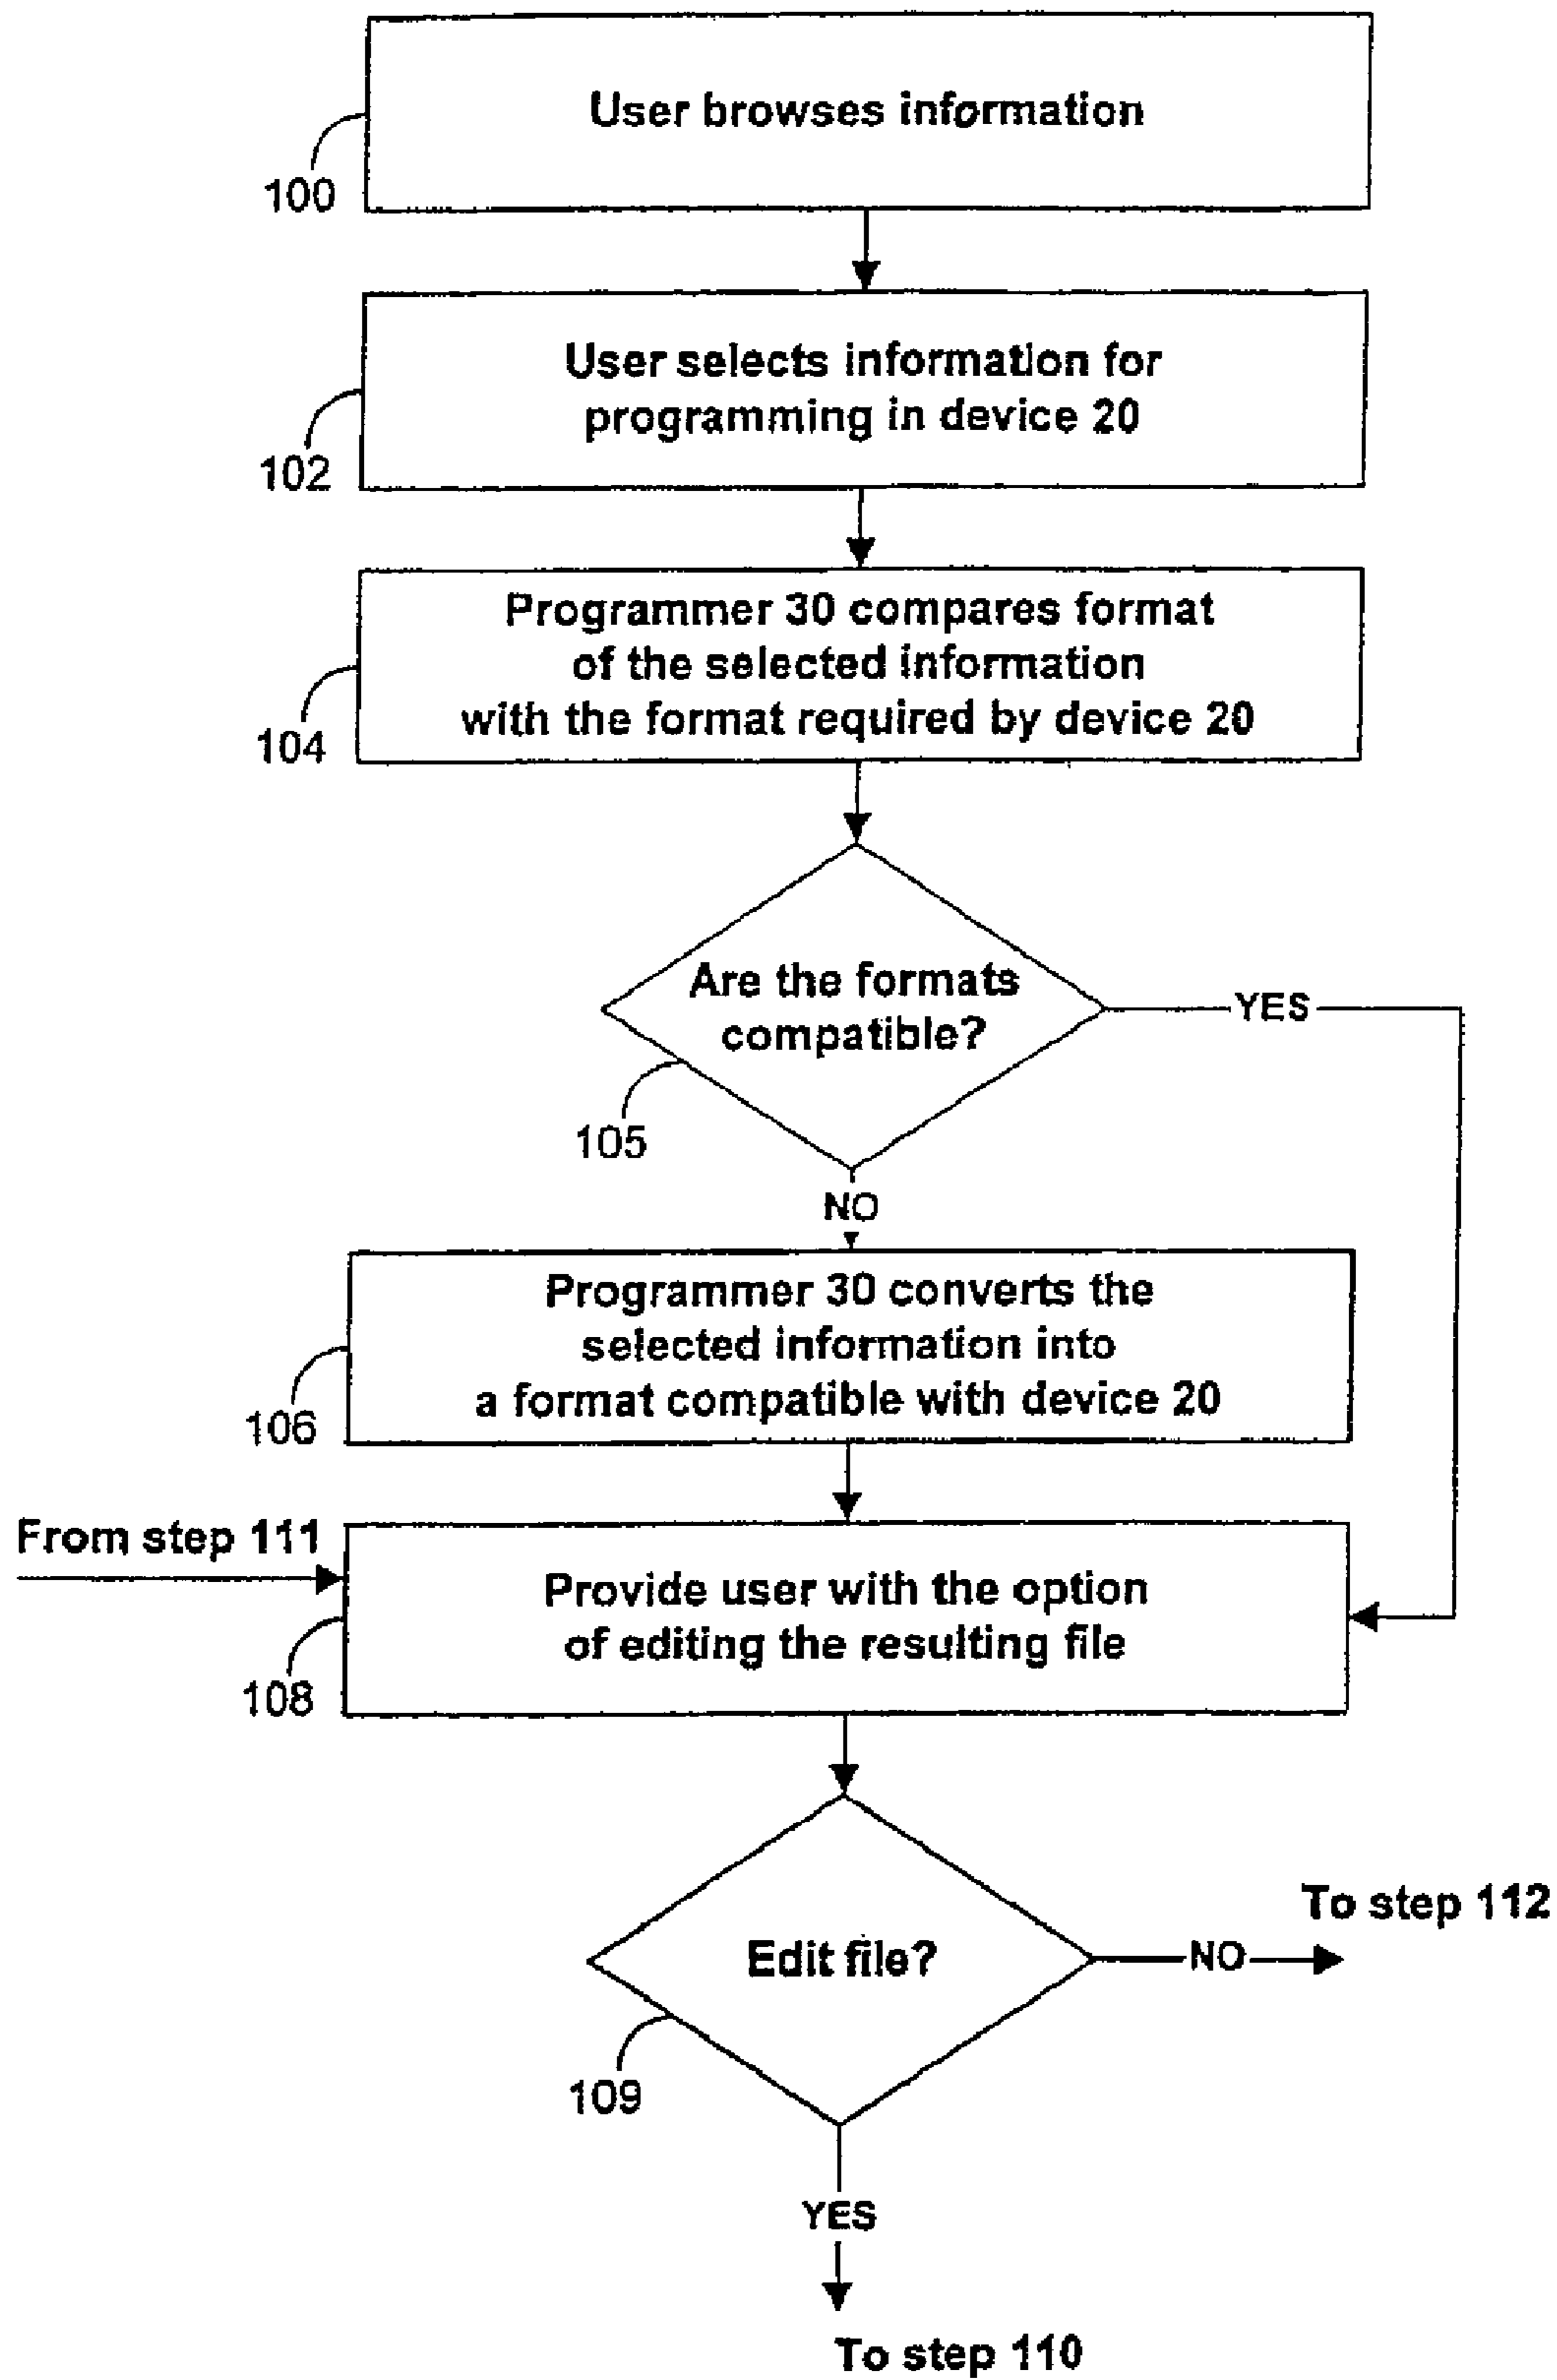 User browses information
100
User selects information for
programming in device 20
102
Programmer 30 compares format
of the selected information
with the format required by device 20
104
Are the formats
compatible?
YES
105
NO
Programmer 30 converts the
selected information into
a format compatible with device 20
106
From step 111
Provide user with the option
of editing the resulting file
108
To step 112
Edit file?
NO
109
YES
To step 110